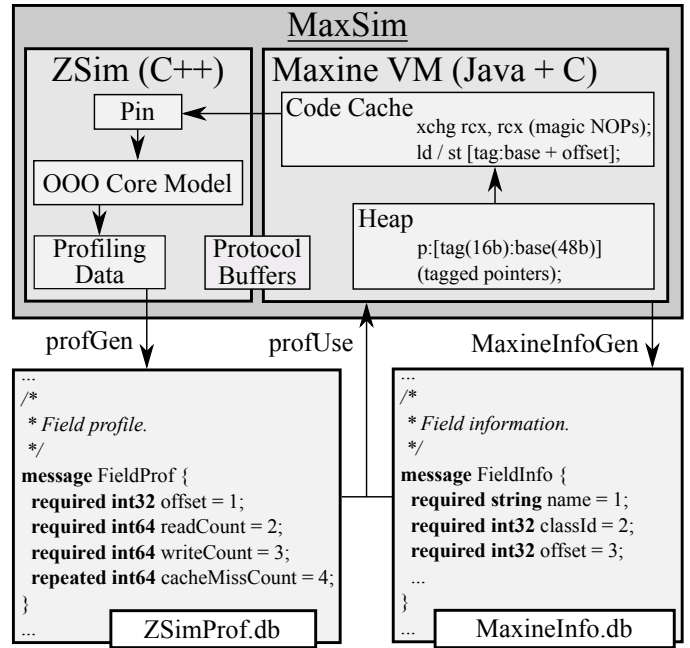 MaxSim
ZSim (C++)
Pin
OOO Core Model
Profiling
Data
Protocol
Buffers
Maxine VM (Java + C)
Code Cache
xchg rcx, rcx (magic NOPs);
ld / st [tag:base + offset];
Heap
p:[tag(16b):base(48b)]
(tagged pointers);
profGen
profUse
MaxineInfoGen
...
/*
* Field profile.
*/
message FieldProf {
required int32 offset = 1;
required int64 readCount = 2;
required int64 writeCount = 3;
repeated int64 cacheMissCount = 4;
}
...
ZSimProf.db
...
/*
* Field information.
*/
message FieldInfo {
required string name = 1;
required int32 classId = 2;
required int32 offset = 3;
...
}
...
MaxineInfo.db